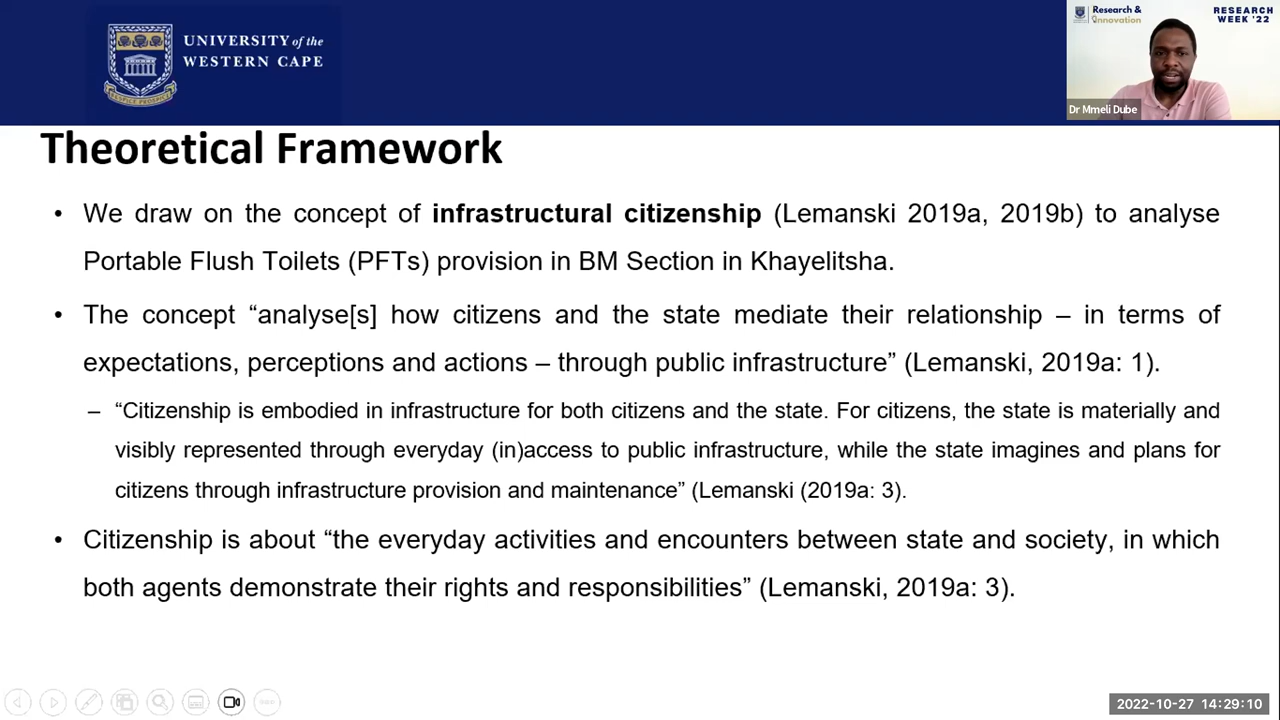 UNIVERSITY of the
WESTERN CAPE
Research &
Innovation
RESEARCH
WEEK '22
Dr Mmeli Dube
Theoretical Framework
• We draw on the concept of infrastructural citizenship (Lemanski 2019a, 2019b) to analyse
Portable Flush Toilets (PFTs) provision in BM Section in Khayelitsha.
• The concept “analyse[s] how citizens and the state mediate their relationship – in terms of
expectations, perceptions and actions – through public infrastructure” (Lemanski, 2019a: 1).
– “Citizenship is embodied in infrastructure for both citizens and the state. For citizens, the state is materially and
visibly represented through everyday (in)access to public infrastructure, while the state imagines and plans for
citizens through infrastructure provision and maintenance” (Lemanski (2019a: 3).
• Citizenship is about “the everyday activities and encounters between state and society, in which
both agents demonstrate their rights and responsibilities” (Lemanski, 2019a: 3).
2022-10-27 14:29:10